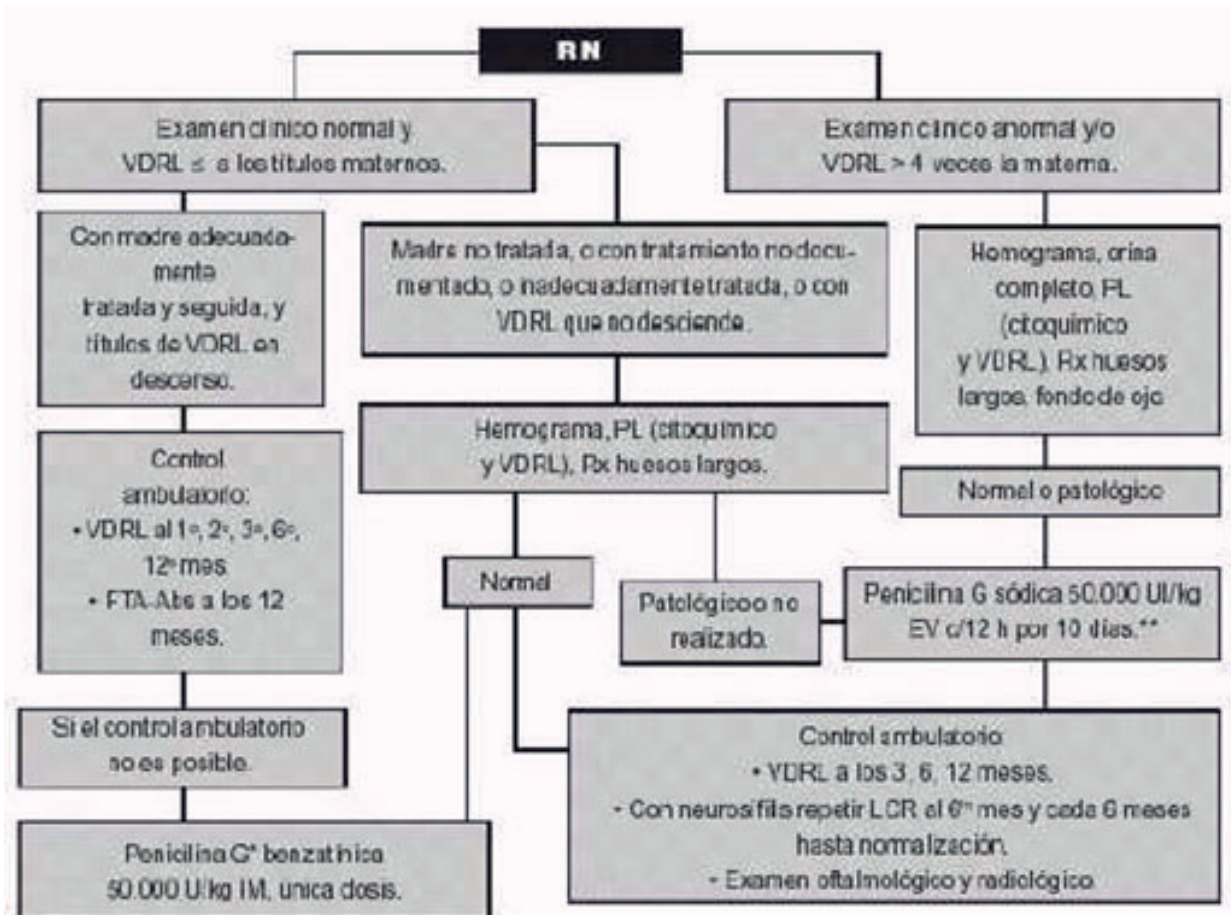 RN
Examen clínico normal y
VDRL ≤ a los títulos maternos.
Examen clínico anormal y/o
VDRL > 4 veces la materna.
Con madre adecuada-
mente
tratada y seguida, y
títulos de VDRL en
descenso.
Madre no tratada, o con tratamiento no docu-
mentado, o inadecuadamente tratada, o con
VDRL que no desciende.
Hemograma, orina
completo, PL
(citoquímico
y VDRL), Rx huesos
largos, fondo de ojo
Control
ambulatorio:
• VDRL al 1º, 2º, 3º, 6º,
12º mes
• FTA-Abs a los 12
meses.
Hemograma, PL (citoquímico
y VDRL), Rx huesos largos.
Normal o patológico
Normal
Patológico o no
realizado.
Penicilina G sódica 50.000 UI/kg
EV c/12 h por 10 días.**
Si el control ambulatorio
no es posible.
Control ambulatorio
• VDRL a los 3, 6, 12 meses.
- Con neurosífilis repetir LCR al 6to mes y cada 6 meses
hasta normalización.
- Examen oftalmológico y radiológico
Penicilina G* benzatínica
50.000 U/kg IM, única dosis.